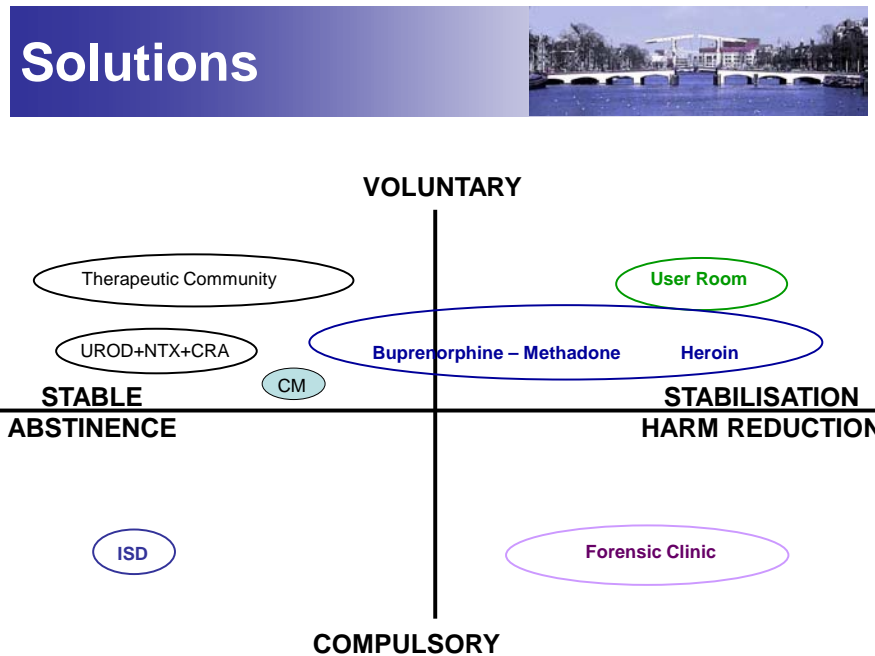 Solutions
VOLUNTARY
Therapeutic Community
User Room
UROD+NTX+CRA
Buprenorphine – Methadone
Heroin
CM
STABLE
STABILISATION
ABSTINENCE
HARM REDUCTION
ISD
Forensic Clinic
COMPULSORY